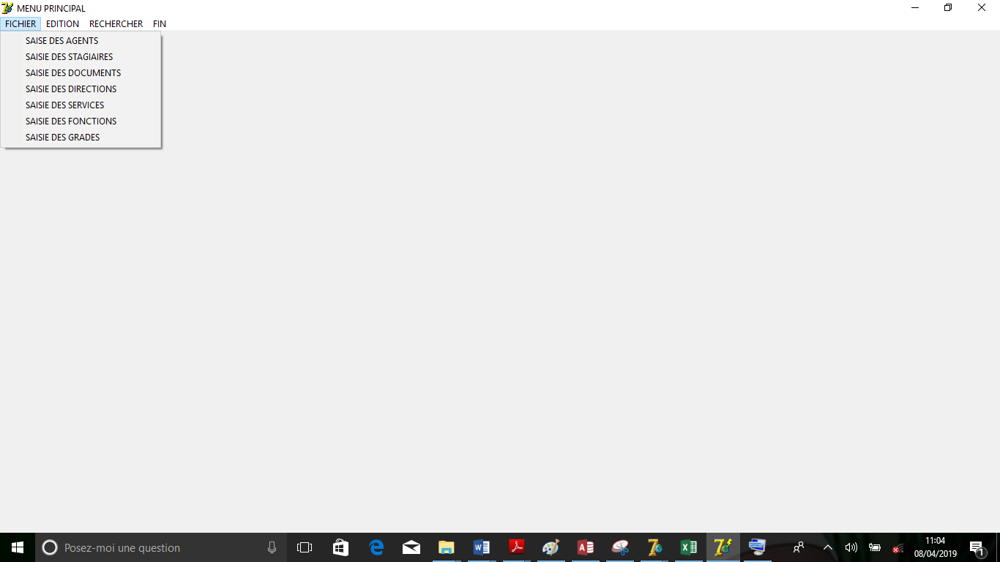 MENU PRINCIPAL
FICHIER EDITION RECHERCHER FIN
SAISE DES AGENTS
SAISIE DES STAGIAIRES
SAISIE DES DOCUMENTS
SAISIE DES DIRECTIONS
SAISIE DES SERVICES
SAISIE DES FONCTIONS
SAISIE DES GRADES
Posez-moi une question
11:04
08/04/2019
1